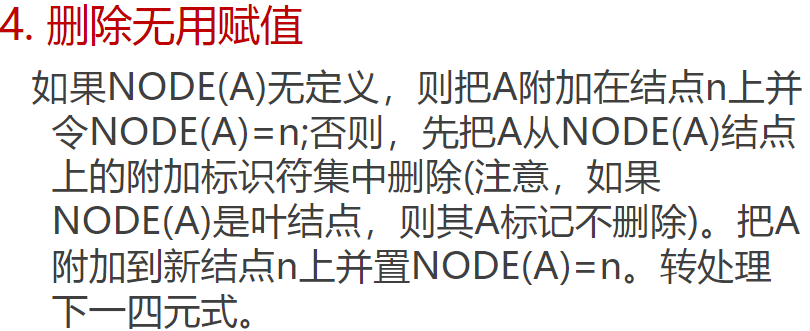 4. 删除无用赋值
如果NODE(A)无定义，则把A附加在结点n上并
令NODE(A)=n;否则，先把A从NODE(A)结点
上的附加标识符集中删除(注意，如果
NODE(A)是叶结点，则其A标记不删除)。把A
附加到新结点n上并置NODE(A)=n。转处理
下一四元式。